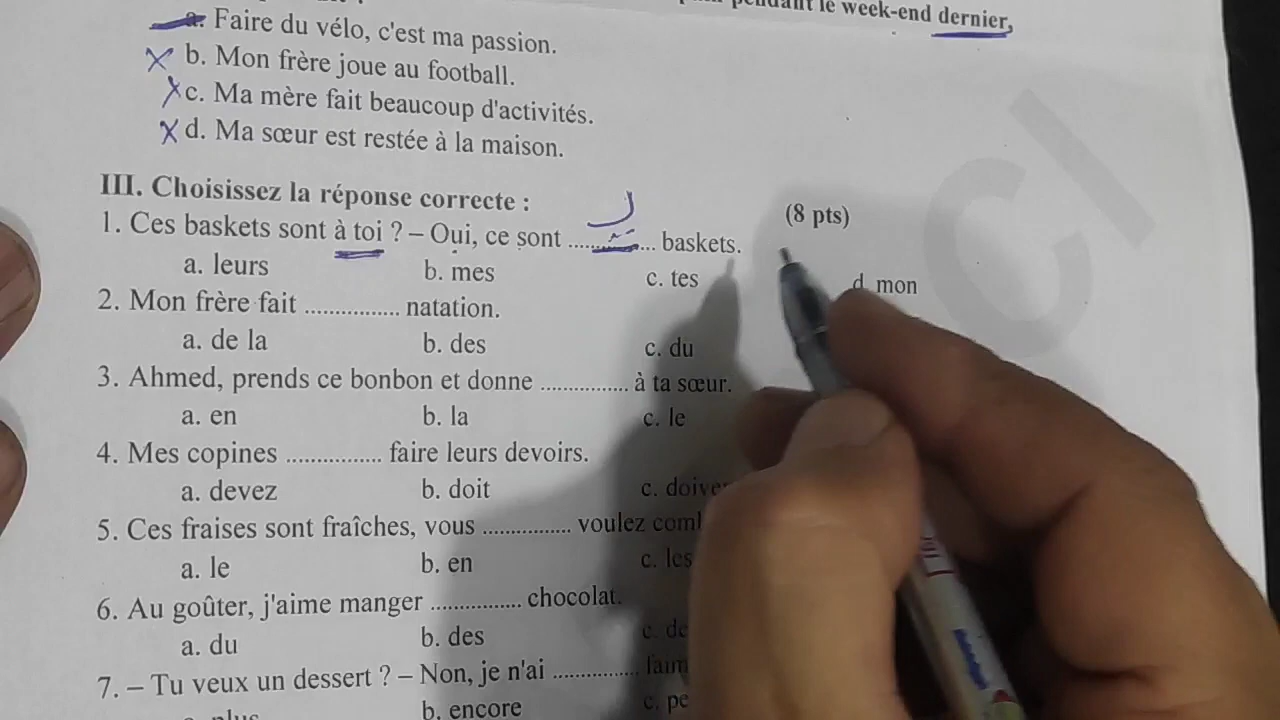 pendant le week-end dernier,
a. Faire du vélo, c'est ma passion.
b. Mon frère joue au football.
c. Ma mère fait beaucoup d'activités.
d. Ma sœur est restée à la maison.
III. Choisissez la réponse correcte : (8 pts)
1. Ces baskets sont à toi ? – Oui, ce sont ................ baskets.
a. leurs b. mes c. tes d. mon
2. Mon frère fait ................ natation.
a. de la b. des c. du
3. Ahmed, prends ce bonbon et donne ............... à ta sœur.
a. en b. la c. le
4. Mes copines ................ faire leurs devoirs.
a. devez b. doit
5. Ces fraises sont fraîches, vous ............... voulez
a. le b. en c. les
6. Au goûter, j'aime manger ................ chocolat.
a. du b. des c.
7. – Tu veux un dessert ? – Non, je n'ai ...............
a. plus b. encore c.